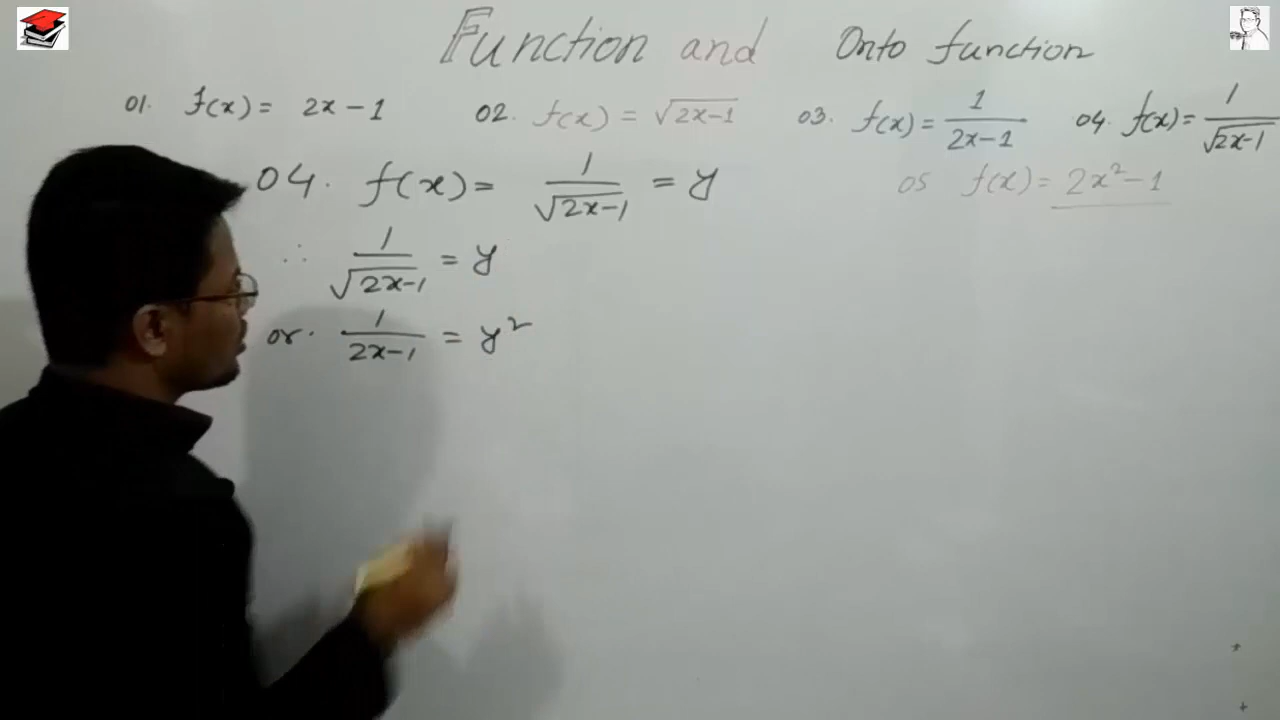 Function and Onto function
01. f(x) = 2x - 1 02. f(x) = √(2x-1) 03. f(x) = 1/(2x-1) 04. f(x) = 1/√(2x-1)
04. f(x) = 1/√(2x-1) = y 05 f(x) = 2x² - 1
∴ 1/√(2x-1) = y
or. 1/(2x-1) = y²